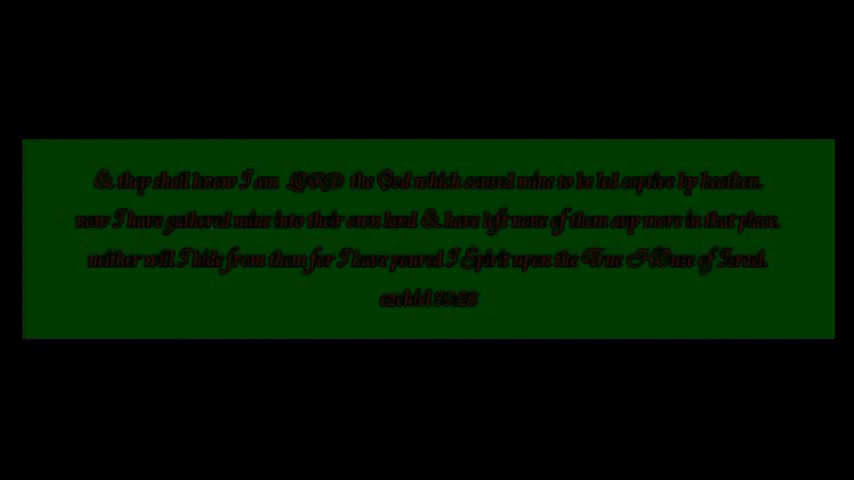 & they shall know I am LORD the God which caused mine to be led captive by heathen.
now I have gathered mine into their own land & have left none of them any more in that place.
neither will I hide from them for I have poured I Spirit upon the True HOuse of Israel.
ezekiel